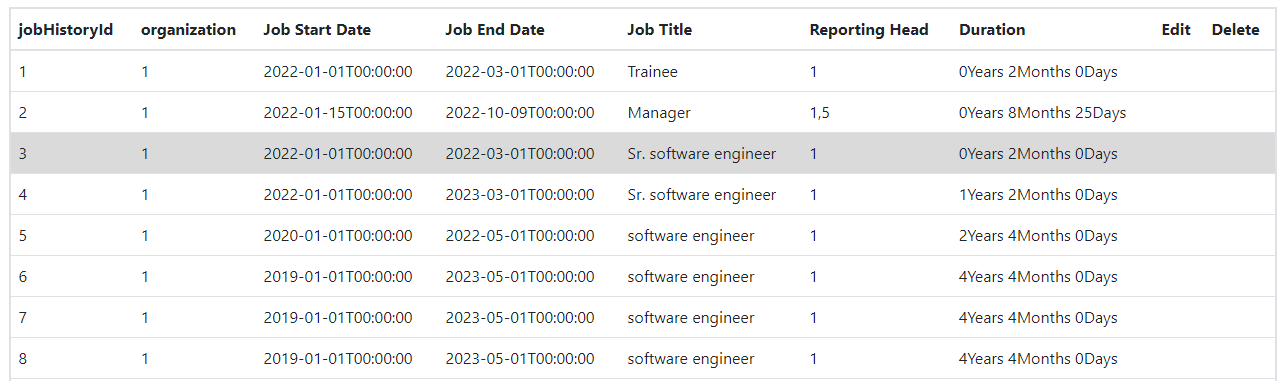 jobHistoryId organization Job Start Date Job End Date Job Title Reporting Head Duration Edit Delete
1 1 2022-01-01T00:00:00 2022-03-01T00:00:00 Trainee 1 0Years 2Months 0Days
2 1 2022-01-15T00:00:00 2022-10-09T00:00:00 Manager 1,5 0Years 8Months 25Days
3 1 2022-01-01T00:00:00 2022-03-01T00:00:00 Sr. software engineer 1 0Years 2Months 0Days
4 1 2022-01-01T00:00:00 2023-03-01T00:00:00 Sr. software engineer 1 1Years 2Months 0Days
5 1 2020-01-01T00:00:00 2022-05-01T00:00:00 software engineer 1 2Years 4Months 0Days
6 1 2019-01-01T00:00:00 2023-05-01T00:00:00 software engineer 1 4Years 4Months 0Days
7 1 2019-01-01T00:00:00 2023-05-01T00:00:00 software engineer 1 4Years 4Months 0Days
8 1 2019-01-01T00:00:00 2023-05-01T00:00:00 software engineer 1 4Years 4Months 0Days